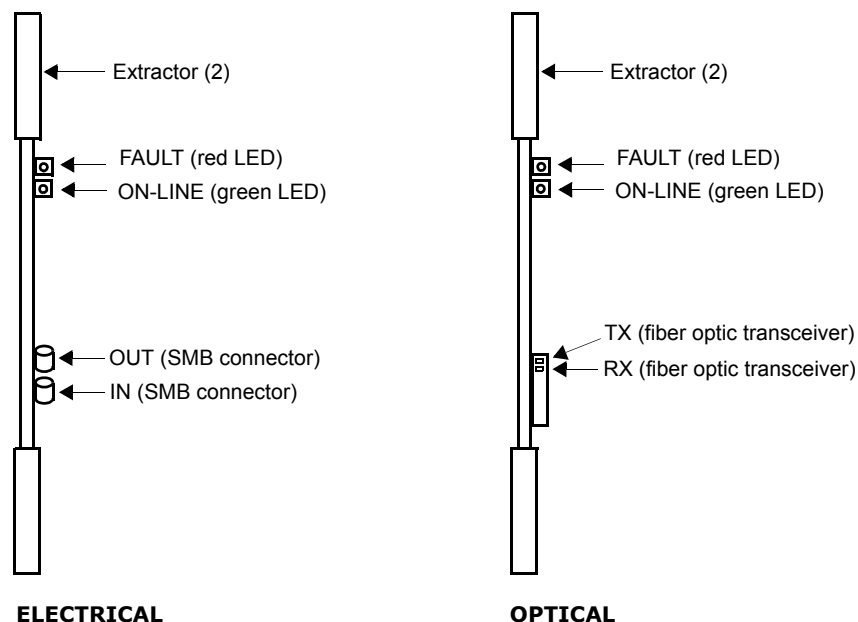 Extractor (2)
FAULT (red LED)
ON-LINE (green LED)
OUT (SMB connector)
IN (SMB connector)
ELECTRICAL
Extractor (2)
FAULT (red LED)
ON-LINE (green LED)
TX (fiber optic transceiver)
RX (fiber optic transceiver)
OPTICAL